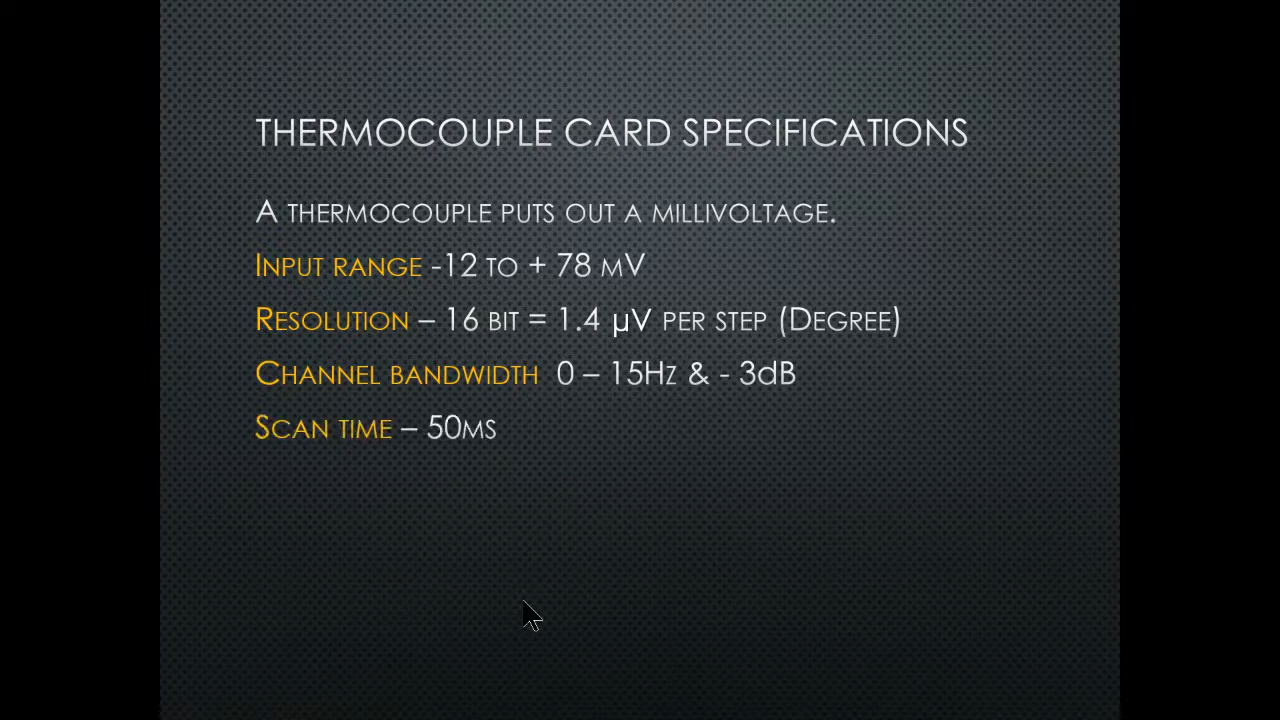 THERMOCOUPLE CARD SPECIFICATIONS
A THERMOCOUPLE PUTS OUT A MILLIVOLTAGE.
INPUT RANGE -12 TO + 78 MV
RESOLUTION – 16 BIT = 1.4 µV PER STEP (DEGREE)
CHANNEL BANDWIDTH 0 – 15HZ & - 3dB
SCAN TIME – 50MS